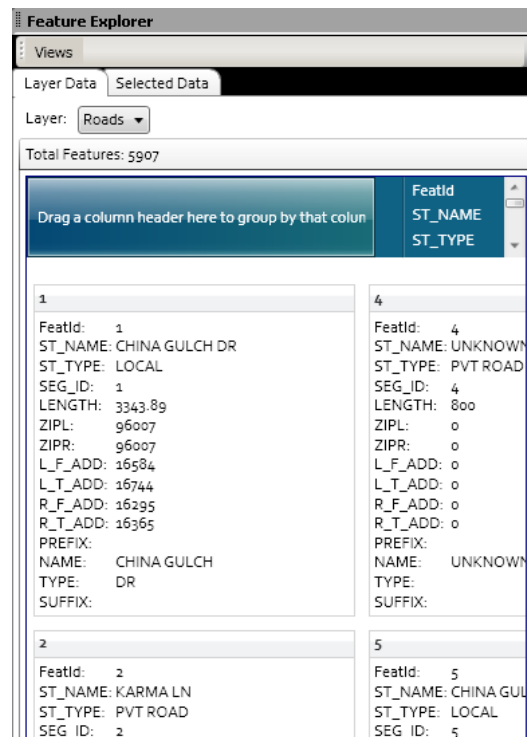 Feature Explorer
Views
Layer Data Selected Data
Layer: Roads
Total Features: 5907
Drag a column header here to group by that colun
FeatId
ST_NAME
ST_TYPE
1
FeatId: 1
ST_NAME: CHINA GULCH DR
ST_TYPE: LOCAL
SEG_ID: 1
LENGTH: 3343.89
ZIPL: 96007
ZIPR: 96007
L_F_ADD: 16584
L_T_ADD: 16744
R_F_ADD: 16295
R_T_ADD: 16365
PREFIX:
NAME: CHINA GULCH
TYPE: DR
SUFFIX:
4
FeatId: 4
ST_NAME: UNKNOWN
ST_TYPE: PVT ROAD
SEG_ID: 4
LENGTH: 800
ZIPL: 0
ZIPR: 0
L_F_ADD: 0
L_T_ADD: 0
R_F_ADD: 0
R_T_ADD: 0
PREFIX:
NAME: UNKNOWN
TYPE:
SUFFIX:
2
FeatId: 2
ST_NAME: KARMA LN
ST_TYPE: PVT ROAD
SEG_ID: 2
5
FeatId: 5
ST_NAME: CHINA GUL
ST_TYPE: LOCAL
SEG_ID: 5